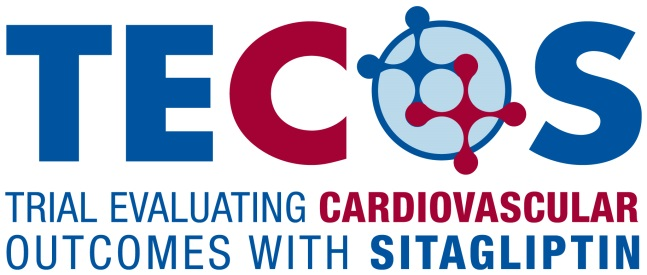 TECOS
TRIAL EVALUATING CARDIOVASCULAR
OUTCOMES WITH SITAGLIPTIN